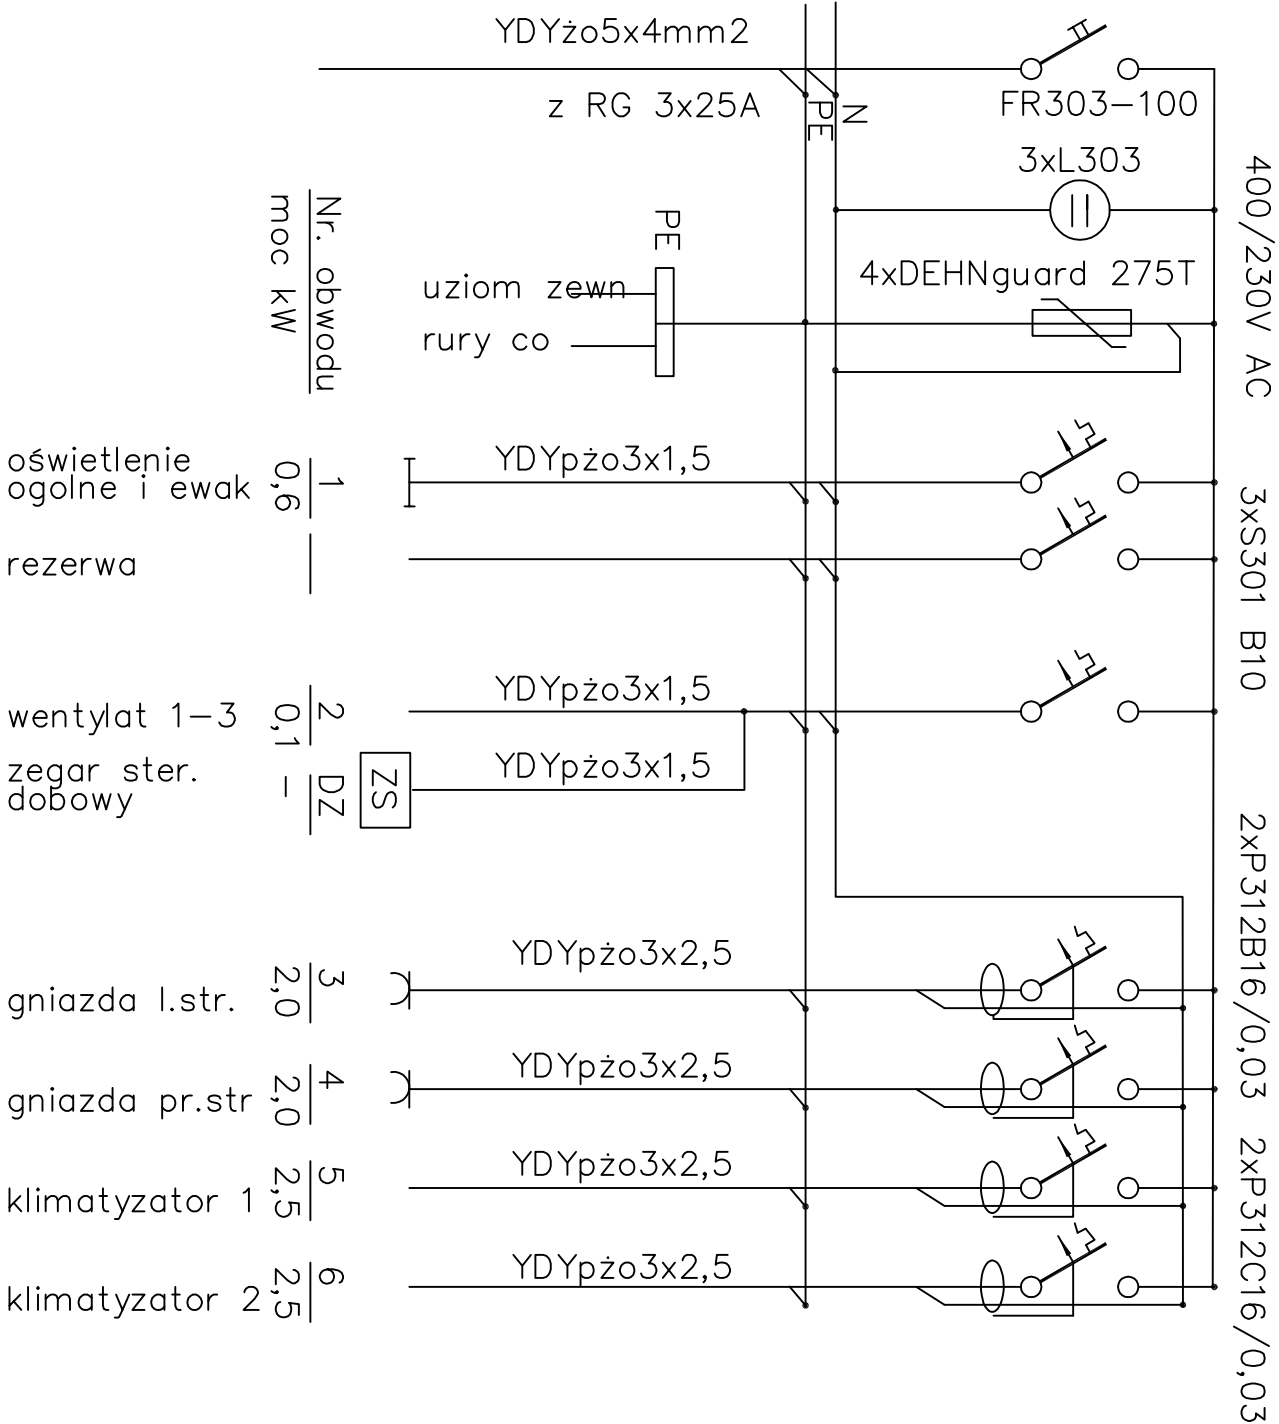 YDYżo5x4mm2
z RG 3x25A
PE
N
FR303-100
3xL303
400/230V AC
Nr. obwodu
moc kW
PE
uziom zewn
rury co
4xDEHNguard 275T
oświetlenie
ogolne i ewak
1
0,6
YDYpżo3x1,5
3xS301 B10
rezerwa
wentylat 1-3
2
0,1
YDYpżo3x1,5
zegar ster.
dobowy
DZ
-
ZS
YDYpżo3x1,5
2xP312B16/0,03
gniazda l.str.
3
2,0
YDYpżo3x2,5
gniazda pr.str
4
2,0
YDYpżo3x2,5
2xP312C16/0,03
klimatyzator 1
5
2,5
YDYpżo3x2,5
klimatyzator 2
6
2,5
YDYpżo3x2,5